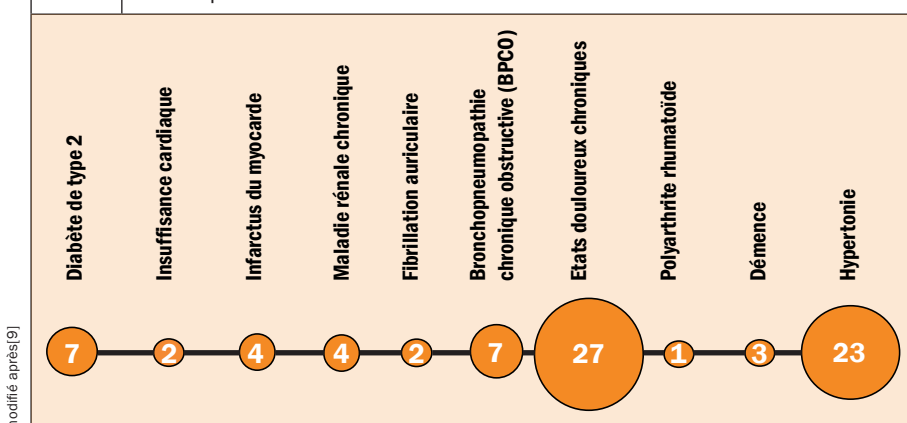 Diabète de type 2
Insuffisance cardiaque
Infarctus du myocarde
Maladie rénale chronique
Fibrillation auriculaire
Bronchopneumopathie
chronique obstructive (BPCO)
Etats douloureux chroniques
Polyarthrite rhumatoïde
Démence
Hypertonie
7
2
4
4
2
7
27
1
3
23
après[9]